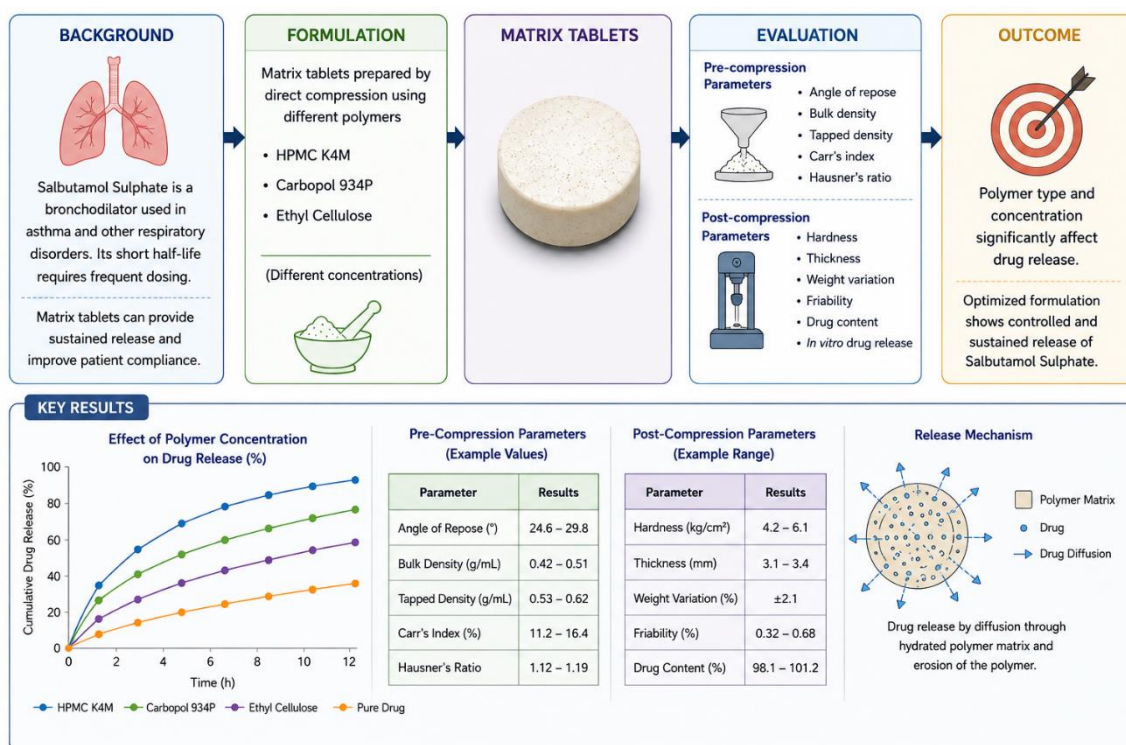 BACKGROUND
Salbutamol Sulphate is a
bronchodilator used in
asthma and other respiratory
disorders. Its short half-life
requires frequent dosing.
Matrix tablets can provide
sustained release and
improve patient compliance.
FORMULATION
Matrix tablets prepared by
direct compression using
different polymers
• HPMC K4M
• Carbopol 934P
• Ethyl Cellulose
(Different concentrations)
MATRIX TABLETS
EVALUATION
Pre-compression
Parameters
• Angle of repose
• Bulk density
• Tapped density
• Carr's index
• Hausner's ratio
Post-compression
Parameters
• Hardness
• Thickness
• Weight variation
• Friability
• Drug content
• In vitro drug release
OUTCOME
Polymer type and
concentration
significantly affect
drug release.
Optimized formulation
shows controlled and
sustained release of
Salbutamol Sulphate.
KEY RESULTS
Effect of Polymer Concentration
on Drug Release (%)
Cumulative Drug Release (%)
100
80
60
40
20
0
0 2 4 6 8 10 12
Time (h)
HPMC K4M Carbopol 934P Ethyl Cellulose Pure Drug
Pre-Compression Parameters
(Example Values)
Parameter Results
Angle of Repose (°) 24.6 – 29.8
Bulk Density (g/mL) 0.42 – 0.51
Tapped Density (g/mL) 0.53 – 0.62
Carr's Index (%) 11.2 – 16.4
Hausner's Ratio 1.12 – 1.19
Post-Compression Parameters
(Example Range)
Parameter Results
Hardness (kg/cm²) 4.2 – 6.1
Thickness (mm) 3.1 – 3.4
Weight Variation (%) ±2.1
Friability (%) 0.32 – 0.68
Drug Content (%) 98.1 – 101.2
Release Mechanism
Polymer Matrix
Drug
Drug Diffusion
Drug release by diffusion through
hydrated polymer matrix and
erosion of the polymer.